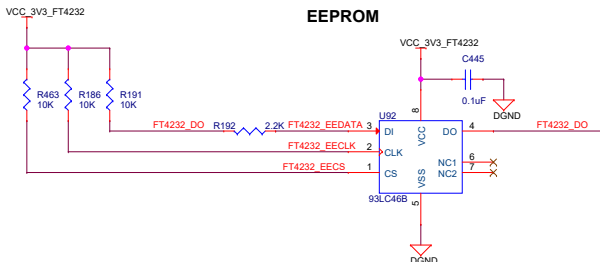 EEPROM
VCC_3V3_FT4232
VCC_3V3_FT4232
C445
0.1uF
DGND
R463
10K
R186
10K
R191
10K
U92
8
VCC
FT4232_DO
R192
2.2K
FT4232_EEDATA
3
DI
DO
4
FT4232_DO
FT4232_EECLK
2
CLK
NC1
6
FT4232_EECS
1
CS
NC2
7
VSS
93LC46B
5
DGND